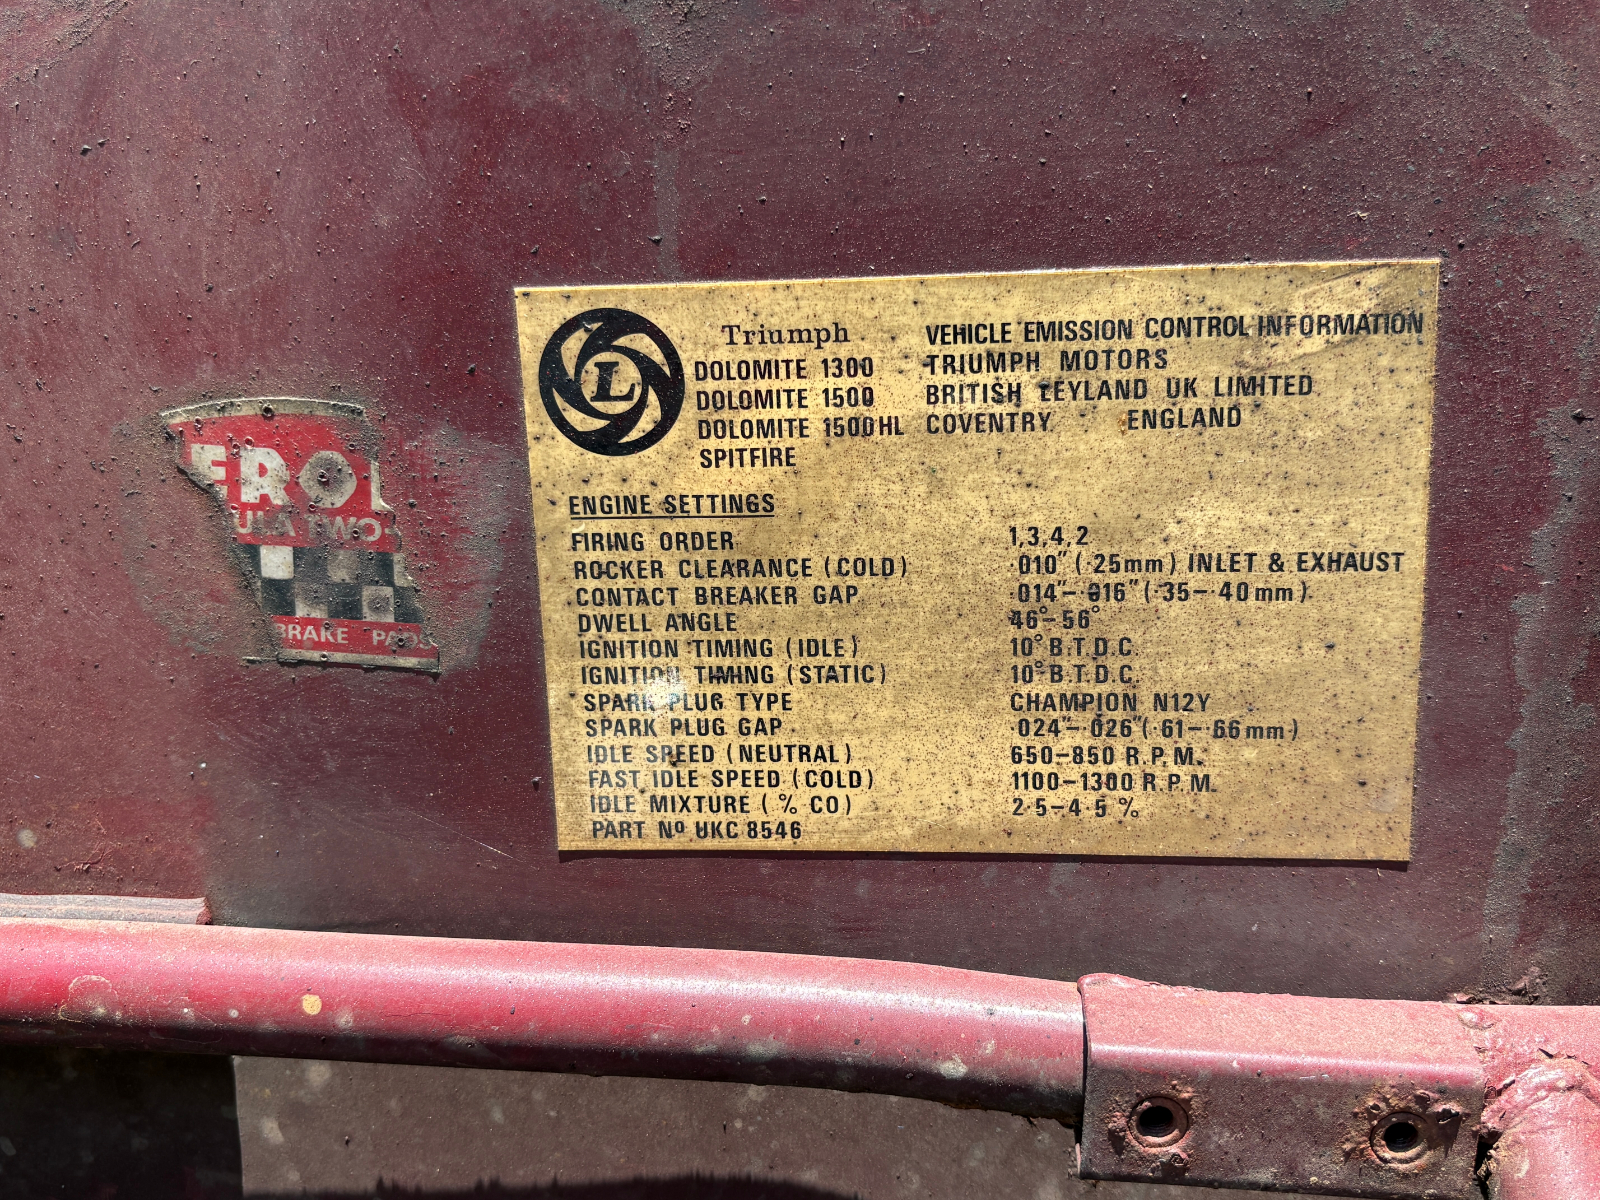 FRO
ULA TWO
BRAKE PADS
L
Triumph
DOLOMITE 1300
DOLOMITE 1500
DOLOMITE 1500HL
SPITFIRE
VEHICLE EMISSION CONTROL INFORMATION
TRIUMPH MOTORS
BRITISH LEYLAND UK LIMITED
COVENTRY ENGLAND
ENGINE SETTINGS
FIRING ORDER 1,3,4,2
ROCKER CLEARANCE (COLD) ·010" (·25mm) INLET & EXHAUST
CONTACT BREAKER GAP ·014"–·016" (·35–·40mm)
DWELL ANGLE 46°–56°
IGNITION TIMING (IDLE) 10° B.T.D.C.
IGNITION TIMING (STATIC) 10° B.T.D.C.
SPARK PLUG TYPE CHAMPION N12Y
SPARK PLUG GAP ·024"–·026" (·61–·66mm)
IDLE SPEED (NEUTRAL) 650–850 R.P.M.
FAST IDLE SPEED (COLD) 1100–1300 R.P.M.
IDLE MIXTURE (% CO) 2·5–4·5 %
PART Nº UKC 8546